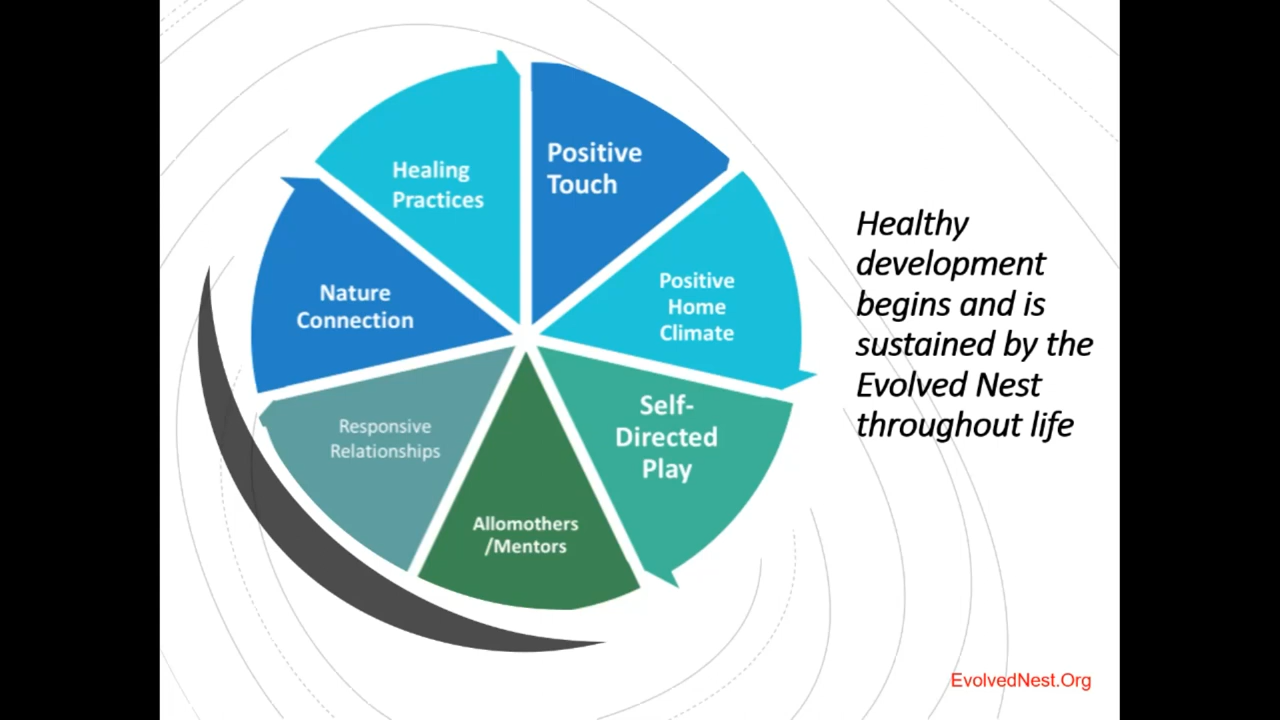 Positive
Touch
Positive
Home
Climate
Self-
Directed
Play
Allomothers
/Mentors
Responsive
Relationships
Nature
Connection
Healing
Practices
Healthy
development
begins and is
sustained by the
Evolved Nest
throughout life
EvolvedNest.Org